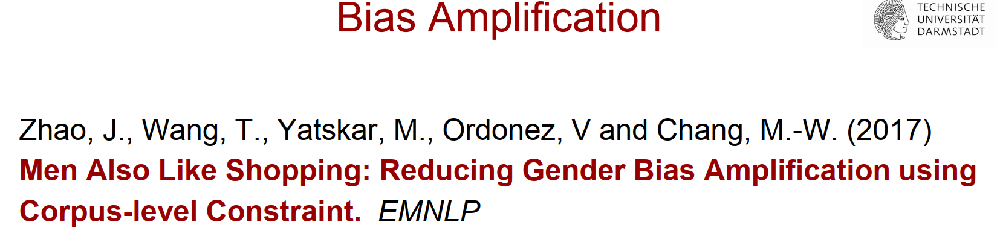 Bias Amplification
TECHNISCHE
UNIVERSITÄT
DARMSTADT
Zhao, J., Wang, T., Yatskar, M., Ordonez, V and Chang, M.-W. (2017)
Men Also Like Shopping: Reducing Gender Bias Amplification using
Corpus-level Constraint. EMNLP